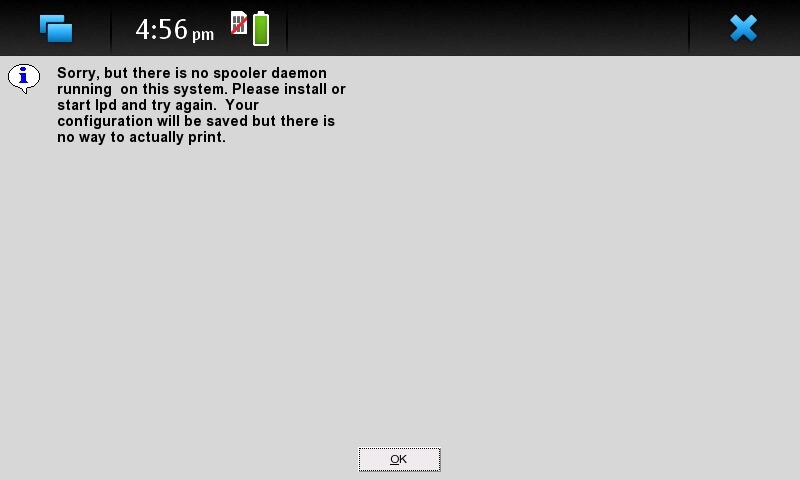 4:56 pm
Sorry, but there is no spooler daemon
running  on this system. Please install or
start lpd and try again.  Your
configuration will be saved but there is
no way to actually print.
OK